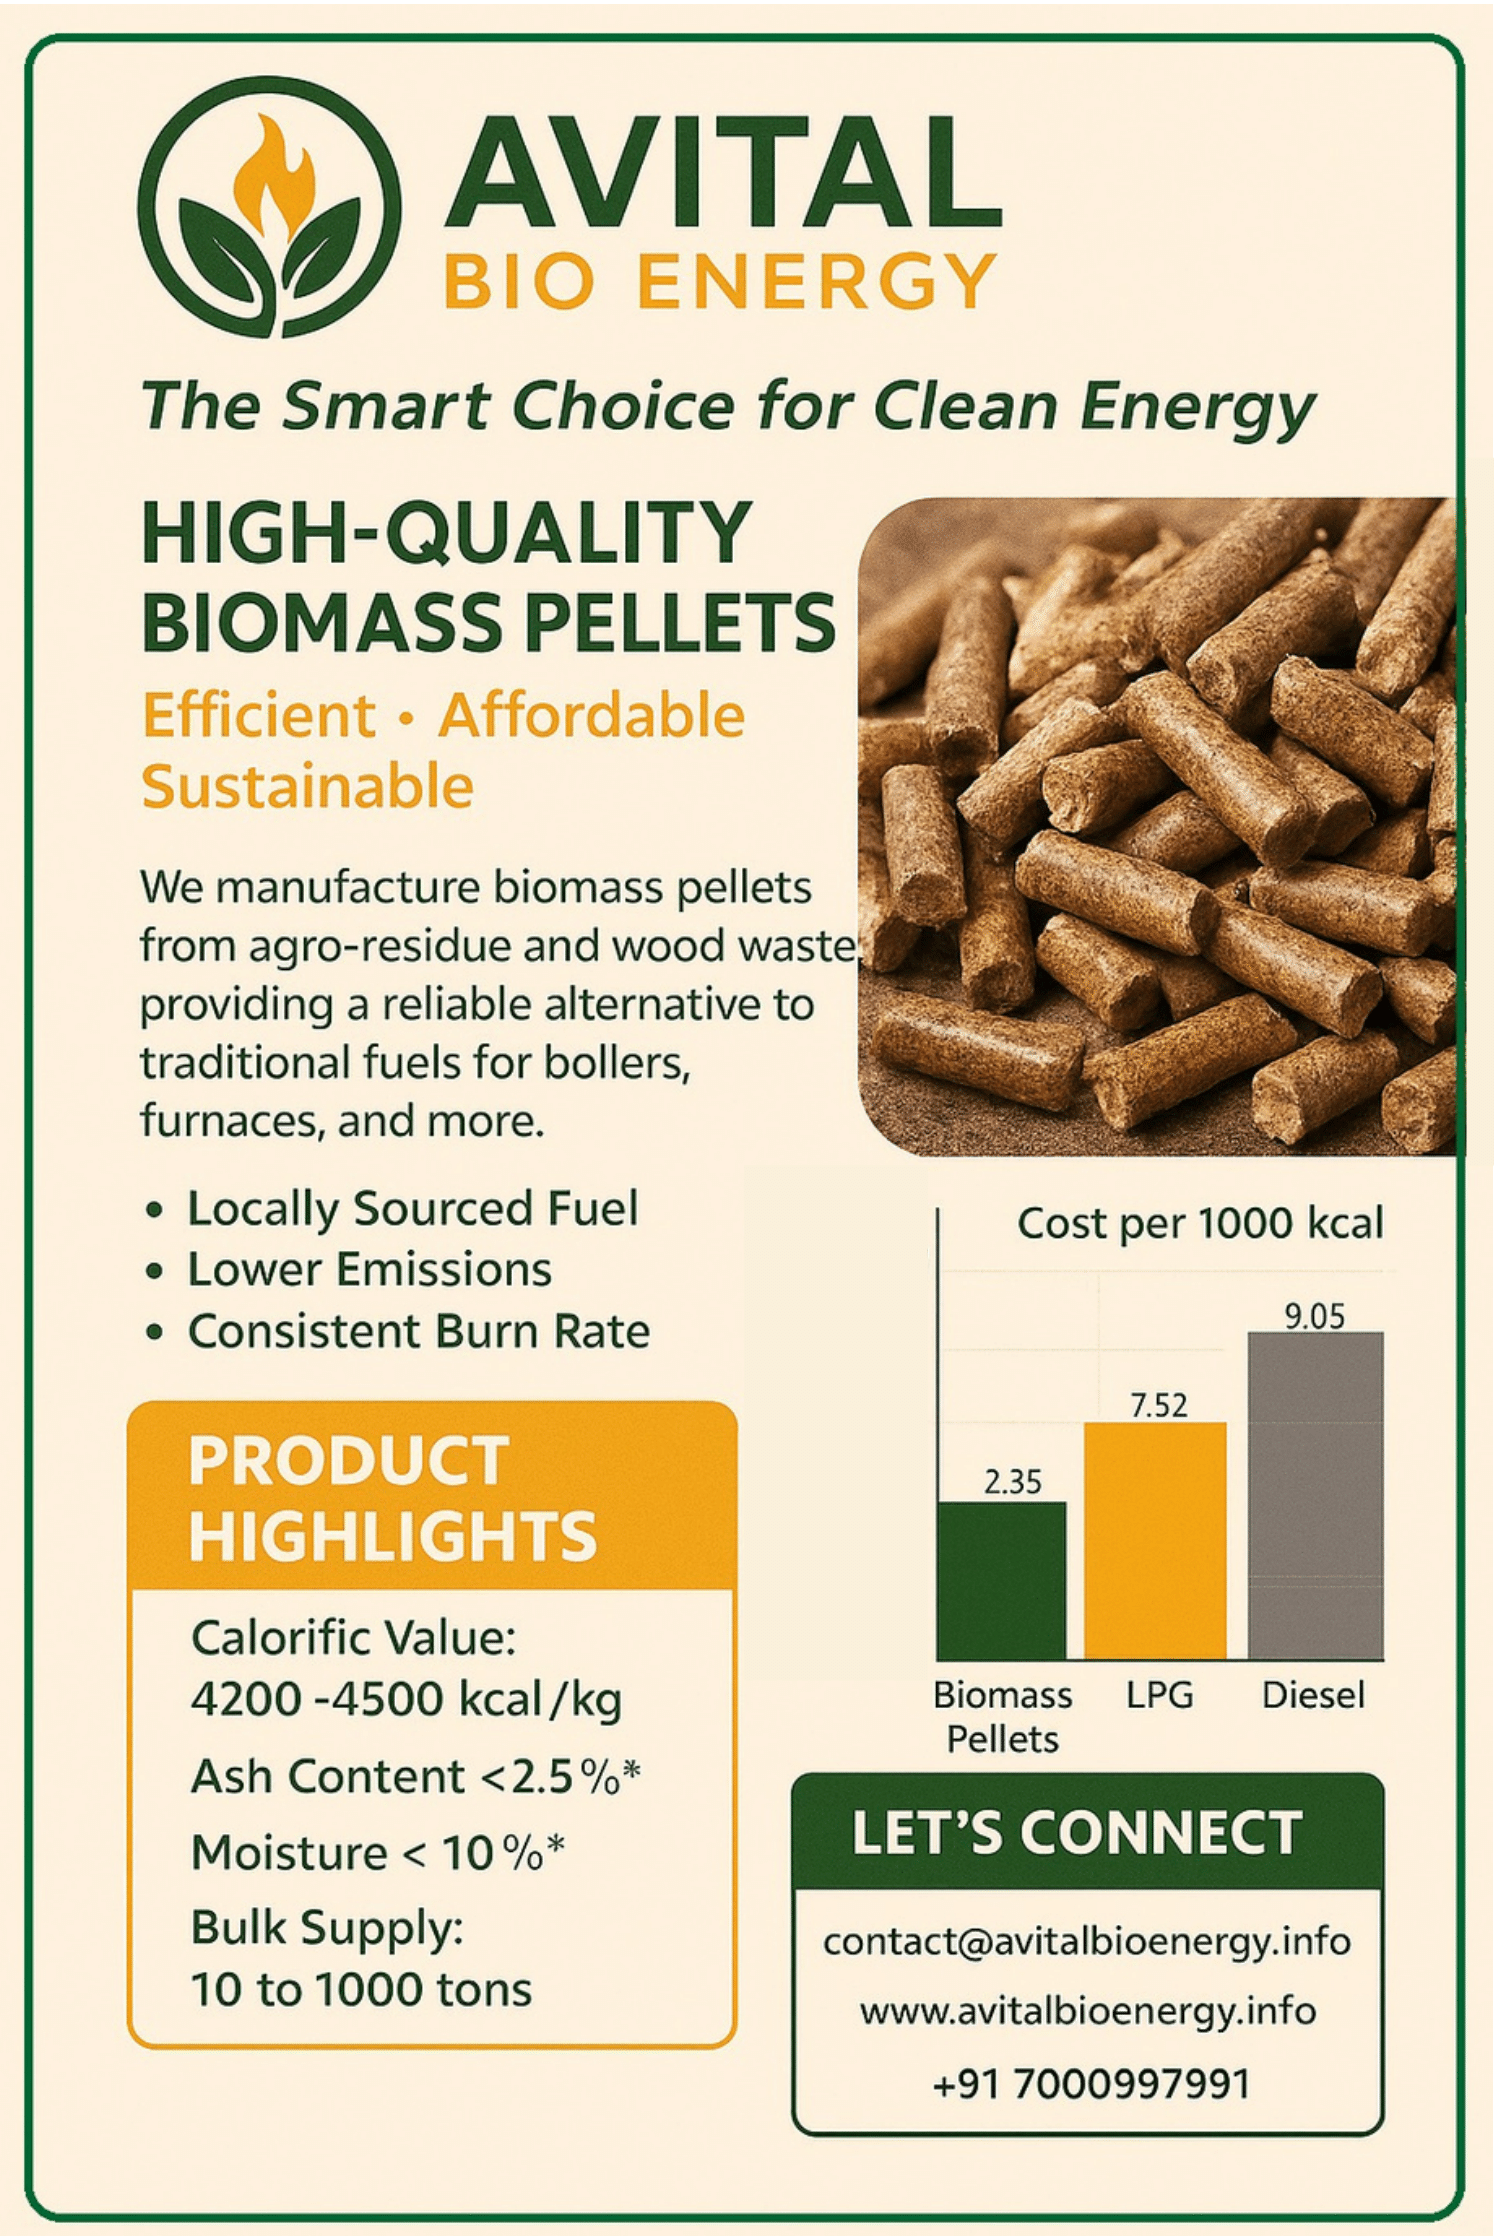 AVITAL
BIO ENERGY
The Smart Choice for Clean Energy
HIGH-QUALITY
BIOMASS PELLETS
Efficient • Affordable
Sustainable
We manufacture biomass pellets
from agro-residue and wood waste,
providing a reliable alternative to
traditional fuels for bollers,
furnaces, and more.
• Locally Sourced Fuel
• Lower Emissions
• Consistent Burn Rate
PRODUCT
HIGHLIGHTS
Calorific Value:
4200 -4500 kcal/kg
Ash Content <2.5%*
Moisture < 10%*
Bulk Supply:
10 to 1000 tons
Cost per 1000 kcal
9.05
7.52
2.35
Biomass
Pellets
LPG
Diesel
LET'S CONNECT
contact@avitalbioenergy.info
www.avitalbioenergy.info
+91 7000997991